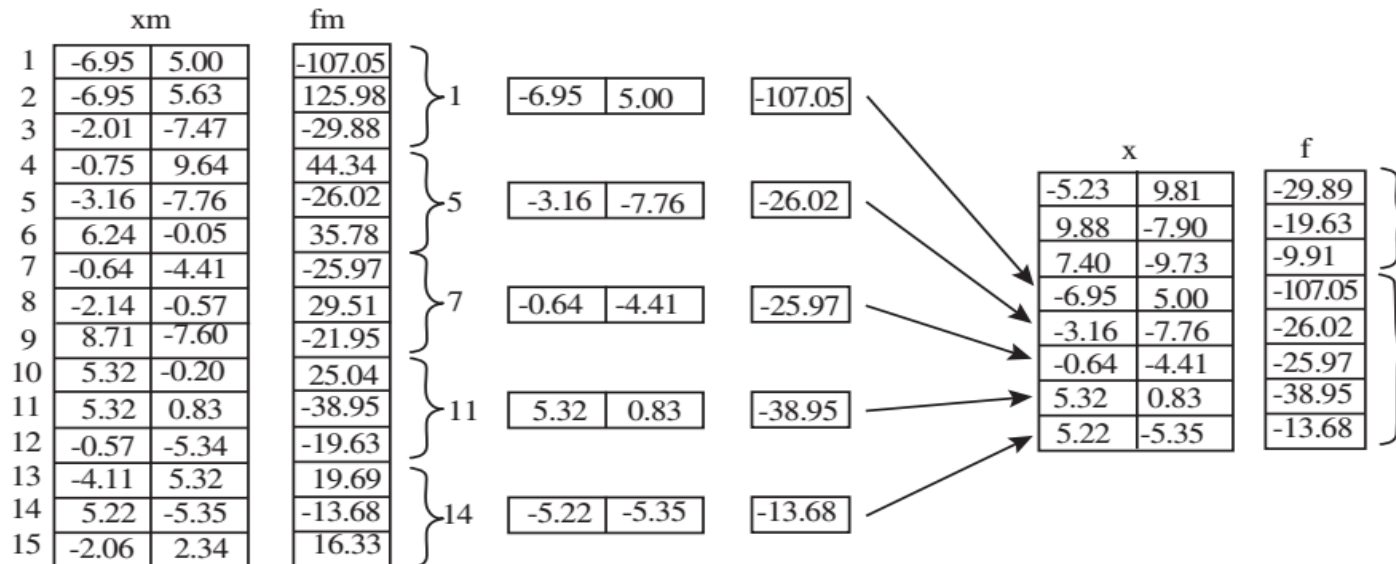 xm fm
1 -6.95 5.00 -107.05
2 -6.95 5.63 125.98 1 -6.95 5.00 -107.05
3 -2.01 -7.47 -29.88
x f
4 -0.75 9.64 44.34
-5.23 9.81 -29.89
5 -3.16 -7.76 -26.02 5 -3.16 -7.76 -26.02
9.88 -7.90 -19.63
6 6.24 -0.05 35.78
7.40 -9.73 -9.91
7 -0.64 -4.41 -25.97
-6.95 5.00 -107.05
8 -2.14 -0.57 29.51 7 -0.64 -4.41 -25.97
-3.16 -7.76 -26.02
9 8.71 -7.60 -21.95
-0.64 -4.41 -25.97
10 5.32 -0.20 25.04
5.32 0.83 -38.95
11 5.32 0.83 -38.95 11 5.32 0.83 -38.95
5.22 -5.35 -13.68
12 -0.57 -5.34 -19.63
13 -4.11 5.32 19.69
14 5.22 -5.35 -13.68 14 -5.22 -5.35 -13.68
15 -2.06 2.34 16.33